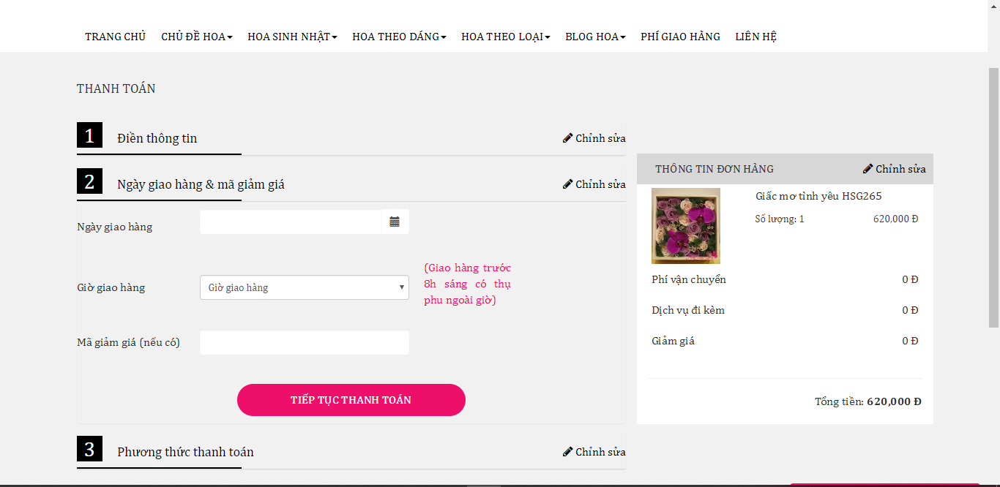 TRANG CHỦ CHỦ ĐỀ HOA HOA SINH NHẬT HOA THEO DÁNG HOA THEO LOẠI BLOG HOA PHÍ GIAO HÀNG LIÊN HỆ
THANH TOÁN
1 Điền thông tin Chỉnh sửa
2 Ngày giao hàng & mã giảm giá Chỉnh sửa
Ngày giao hàng
Giờ giao hàng Giờ giao hàng
(Giao hàng trước
8h sáng có thụ
phu ngoài giờ)
Mã giảm giá (nếu có)
TIẾP TỤC THANH TOÁN
3 Phương thức thanh toán Chỉnh sửa
THÔNG TIN ĐƠN HÀNG Chỉnh sửa
Giấc mơ tình yêu HSG265
Số lượng: 1 620,000 Đ
Phí vận chuyển 0 Đ
Dịch vụ đi kèm 0 Đ
Giảm giá 0 Đ
Tổng tiền: 620,000 Đ